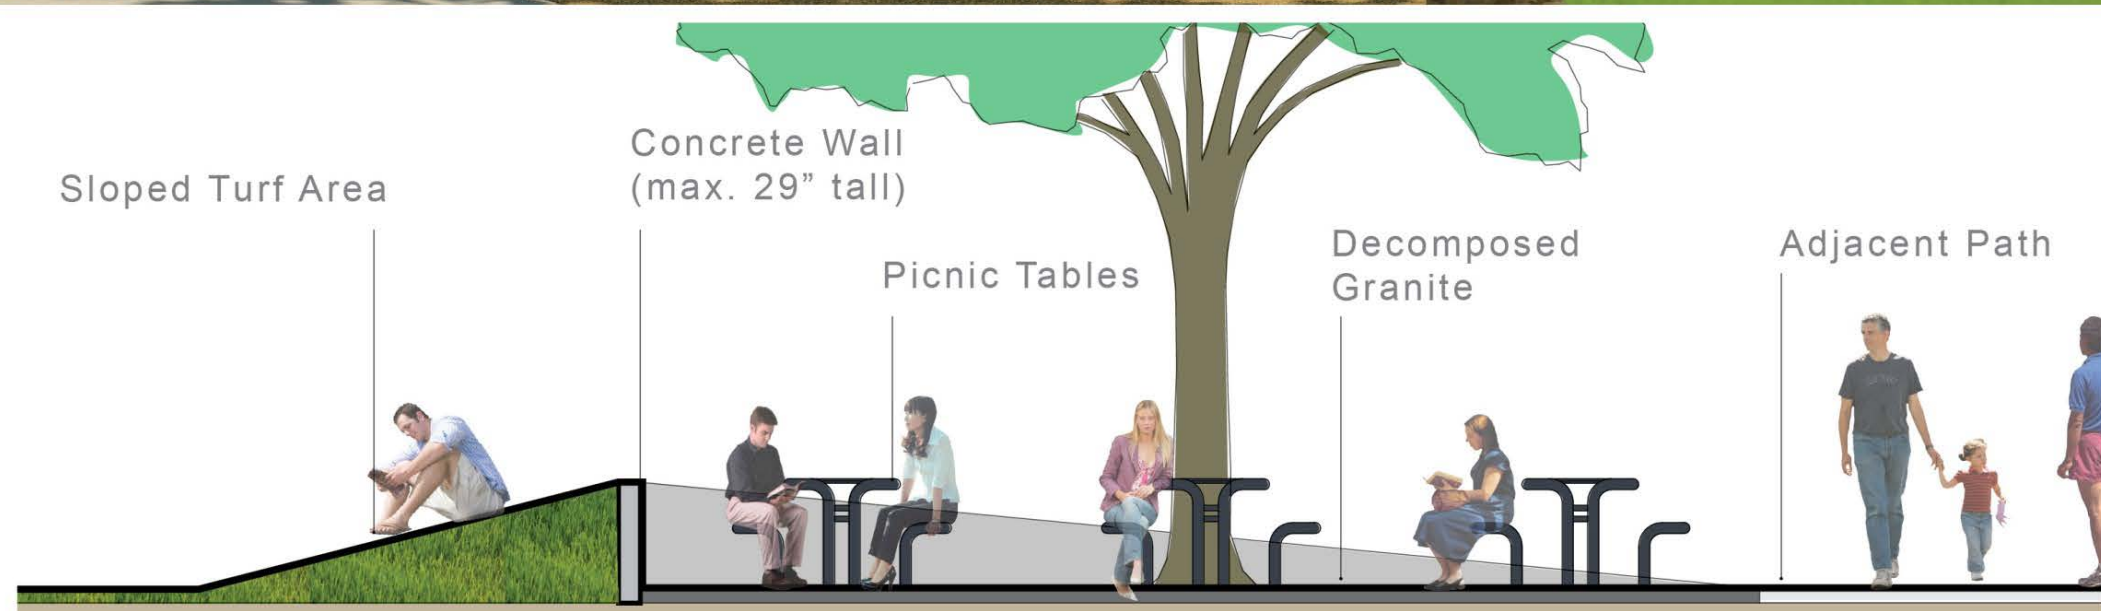 Sloped Turf Area
Concrete Wall
(max. 29” tall)
Picnic Tables
Decomposed
Granite
Adjacent Path